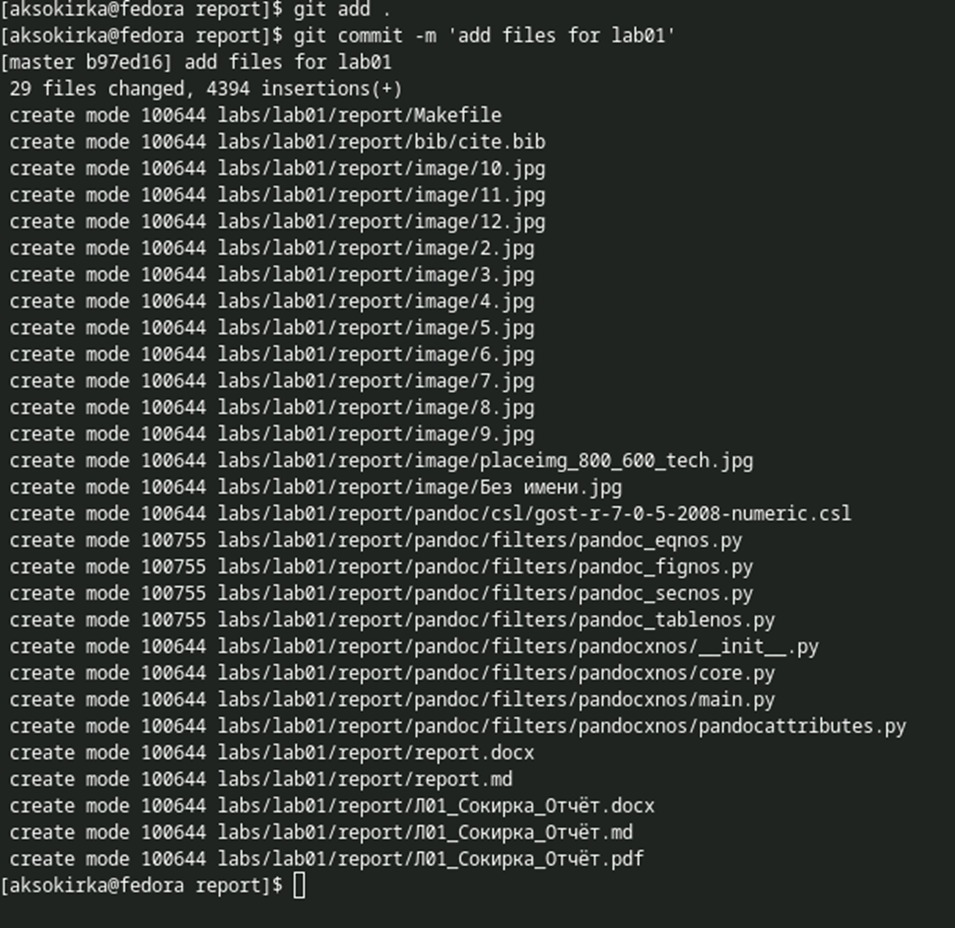 [aksokirka@fedora report]$ git add .
[aksokirka@fedora report]$ git commit -m 'add files for lab01'
[master b97ed16] add files for lab01
 29 files changed, 4394 insertions(+)
 create mode 100644 labs/lab01/report/Makefile
 create mode 100644 labs/lab01/report/bib/cite.bib
 create mode 100644 labs/lab01/report/image/10.jpg
 create mode 100644 labs/lab01/report/image/11.jpg
 create mode 100644 labs/lab01/report/image/12.jpg
 create mode 100644 labs/lab01/report/image/2.jpg
 create mode 100644 labs/lab01/report/image/3.jpg
 create mode 100644 labs/lab01/report/image/4.jpg
 create mode 100644 labs/lab01/report/image/5.jpg
 create mode 100644 labs/lab01/report/image/6.jpg
 create mode 100644 labs/lab01/report/image/7.jpg
 create mode 100644 labs/lab01/report/image/8.jpg
 create mode 100644 labs/lab01/report/image/9.jpg
 create mode 100644 labs/lab01/report/image/placeimg_800_600_tech.jpg
 create mode 100644 labs/lab01/report/image/Без имени.jpg
 create mode 100644 labs/lab01/report/pandoc/csl/gost-r-7-0-5-2008-numeric.csl
 create mode 100755 labs/lab01/report/pandoc/filters/pandoc_eqnos.py
 create mode 100755 labs/lab01/report/pandoc/filters/pandoc_fignos.py
 create mode 100755 labs/lab01/report/pandoc/filters/pandoc_secnos.py
 create mode 100755 labs/lab01/report/pandoc/filters/pandoc_tablenos.py
 create mode 100644 labs/lab01/report/pandoc/filters/pandocxnos/__init__.py
 create mode 100644 labs/lab01/report/pandoc/filters/pandocxnos/core.py
 create mode 100644 labs/lab01/report/pandoc/filters/pandocxnos/main.py
 create mode 100644 labs/lab01/report/pandoc/filters/pandocxnos/pandocattributes.py
 create mode 100644 labs/lab01/report/report.docx
 create mode 100644 labs/lab01/report/report.md
 create mode 100644 labs/lab01/report/Л01_Сокирка_Отчёт.docx
 create mode 100644 labs/lab01/report/Л01_Сокирка_Отчёт.md
 create mode 100644 labs/lab01/report/Л01_Сокирка_Отчёт.pdf
[aksokirka@fedora report]$